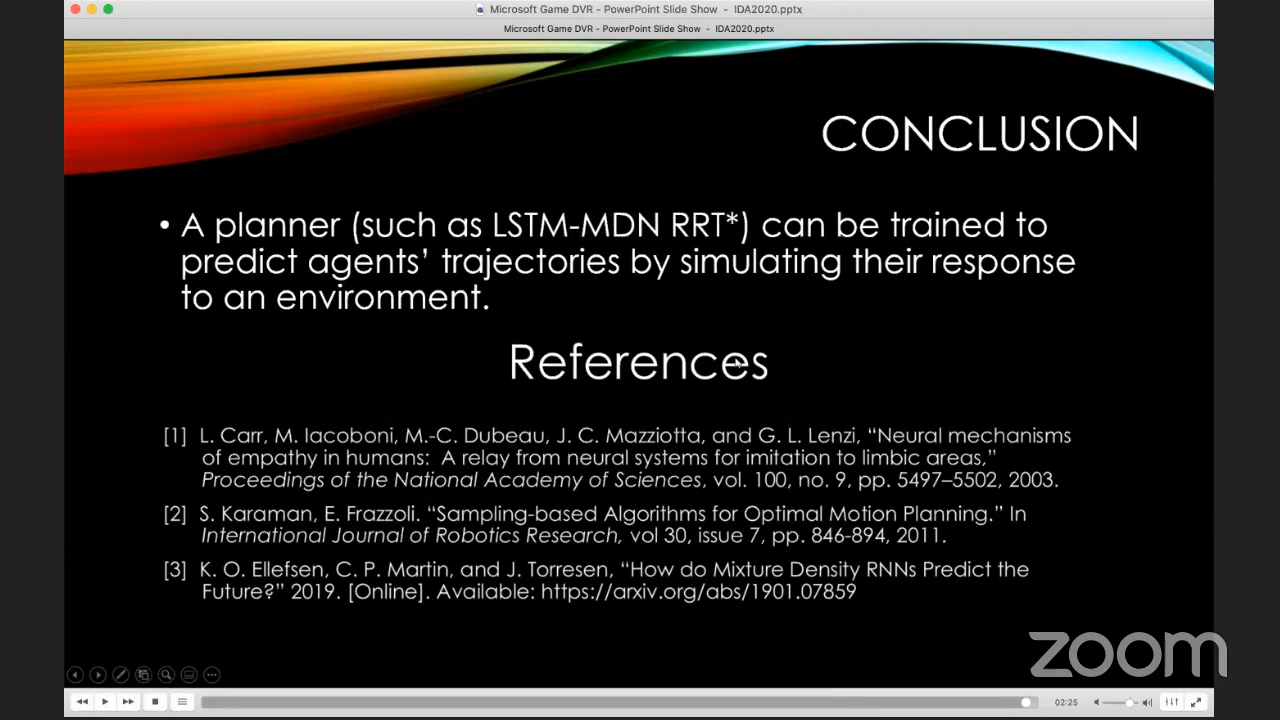 Microsoft Game DVR - PowerPoint Slide Show - IDA2020.pptx
Microsoft Game DVR - PowerPoint Slide Show - IDA2020.pptx
CONCLUSION
• A planner (such as LSTM-MDN RRT*) can be trained to
predict agents’ trajectories by simulating their response
to an environment.
References
[1] L. Carr, M. Iacoboni, M.-C. Dubeau, J. C. Mazziotta, and G. L. Lenzi, “Neural mechanisms
of empathy in humans: A relay from neural systems for imitation to limbic areas,”
Proceedings of the National Academy of Sciences, vol. 100, no. 9, pp. 5497–5502, 2003.
[2] S. Karaman, E. Frazzoli. “Sampling-based Algorithms for Optimal Motion Planning.” In
International Journal of Robotics Research, vol 30, issue 7, pp. 846-894, 2011.
[3] K. O. Ellefsen, C. P. Martin, and J. Torresen, “How do Mixture Density RNNs Predict the
Future?” 2019. [Online]. Available: https://arxiv.org/abs/1901.07859
zoom
02:25